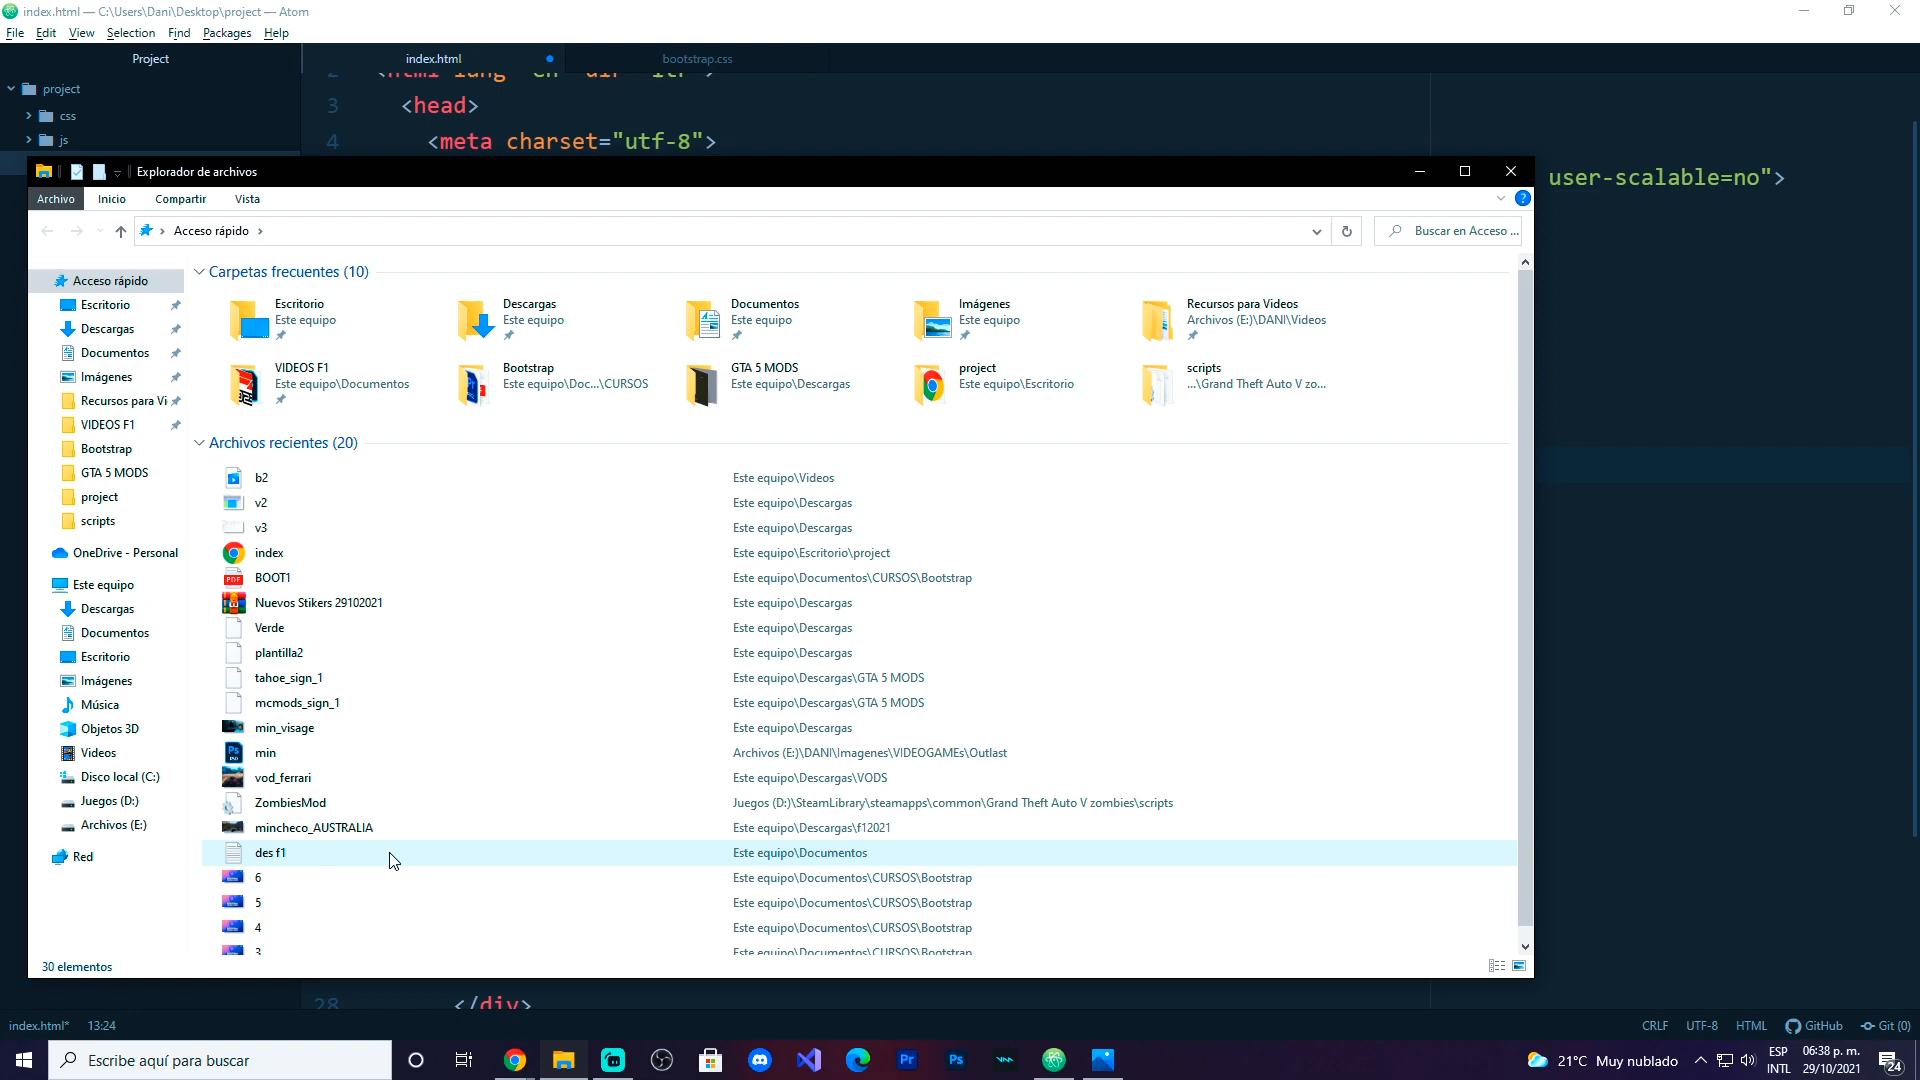 index.html — C:\Users\Dani\Desktop\project — Atom
File Edit View Selection Find Packages Help
Project
index.html
bootstrap.css
project
css
js
3 <head>
4 <meta charset="utf-8">
user-scalable=no">
Explorador de archivos
Archivo Inicio Compartir Vista
Acceso rápido
Buscar en Acceso ...
Acceso rápido
Escritorio
Descargas
Documentos
Imágenes
Recursos para Vi
VIDEOS F1
Bootstrap
GTA 5 MODS
project
scripts
OneDrive - Personal
Este equipo
Descargas
Documentos
Escritorio
Imágenes
Música
Objetos 3D
Videos
Disco local (C:)
Juegos (D:)
Archivos (E:)
Red
Carpetas frecuentes (10)
Escritorio
Este equipo
Descargas
Este equipo
Documentos
Este equipo
Imágenes
Este equipo
Recursos para Videos
Archivos (E:)\DANI\Videos
VIDEOS F1
Este equipo\Documentos
Bootstrap
Este equipo\Doc...\CURSOS
GTA 5 MODS
Este equipo\Descargas
project
Este equipo\Escritorio
scripts
...\Grand Theft Auto V zo...
Archivos recientes (20)
b2 Este equipo\Videos
v2 Este equipo\Descargas
v3 Este equipo\Descargas
index Este equipo\Escritorio\project
BOOT1 Este equipo\Documentos\CURSOS\Bootstrap
Nuevos Stikers 29102021 Este equipo\Descargas
Verde Este equipo\Descargas
plantilla2 Este equipo\Descargas
tahoe_sign_1 Este equipo\Descargas\GTA 5 MODS
mcmods_sign_1 Este equipo\Descargas\GTA 5 MODS
min_visage Este equipo\Descargas
min Archivos (E:)\DANI\Imagenes\VIDEOGAMEs\Outlast
vod_ferrari Este equipo\Descargas\VODS
ZombiesMod Juegos (D:)\SteamLibrary\steamapps\common\Grand Theft Auto V zombies\scripts
mincheco_AUSTRALIA Este equipo\Descargas\f12021
des f1 Este equipo\Documentos
6 Este equipo\Documentos\CURSOS\Bootstrap
5 Este equipo\Documentos\CURSOS\Bootstrap
4 Este equipo\Documentos\CURSOS\Bootstrap
3 Este equipo\Documentos\CURSOS\Bootstrap
30 elementos
28 </div>
index.html* 13:24
CRLF UTF-8 HTML GitHub Git (0)
Escribe aquí para buscar
21°C Muy nublado
ESP
INTL
06:38 p. m.
29/10/2021
24